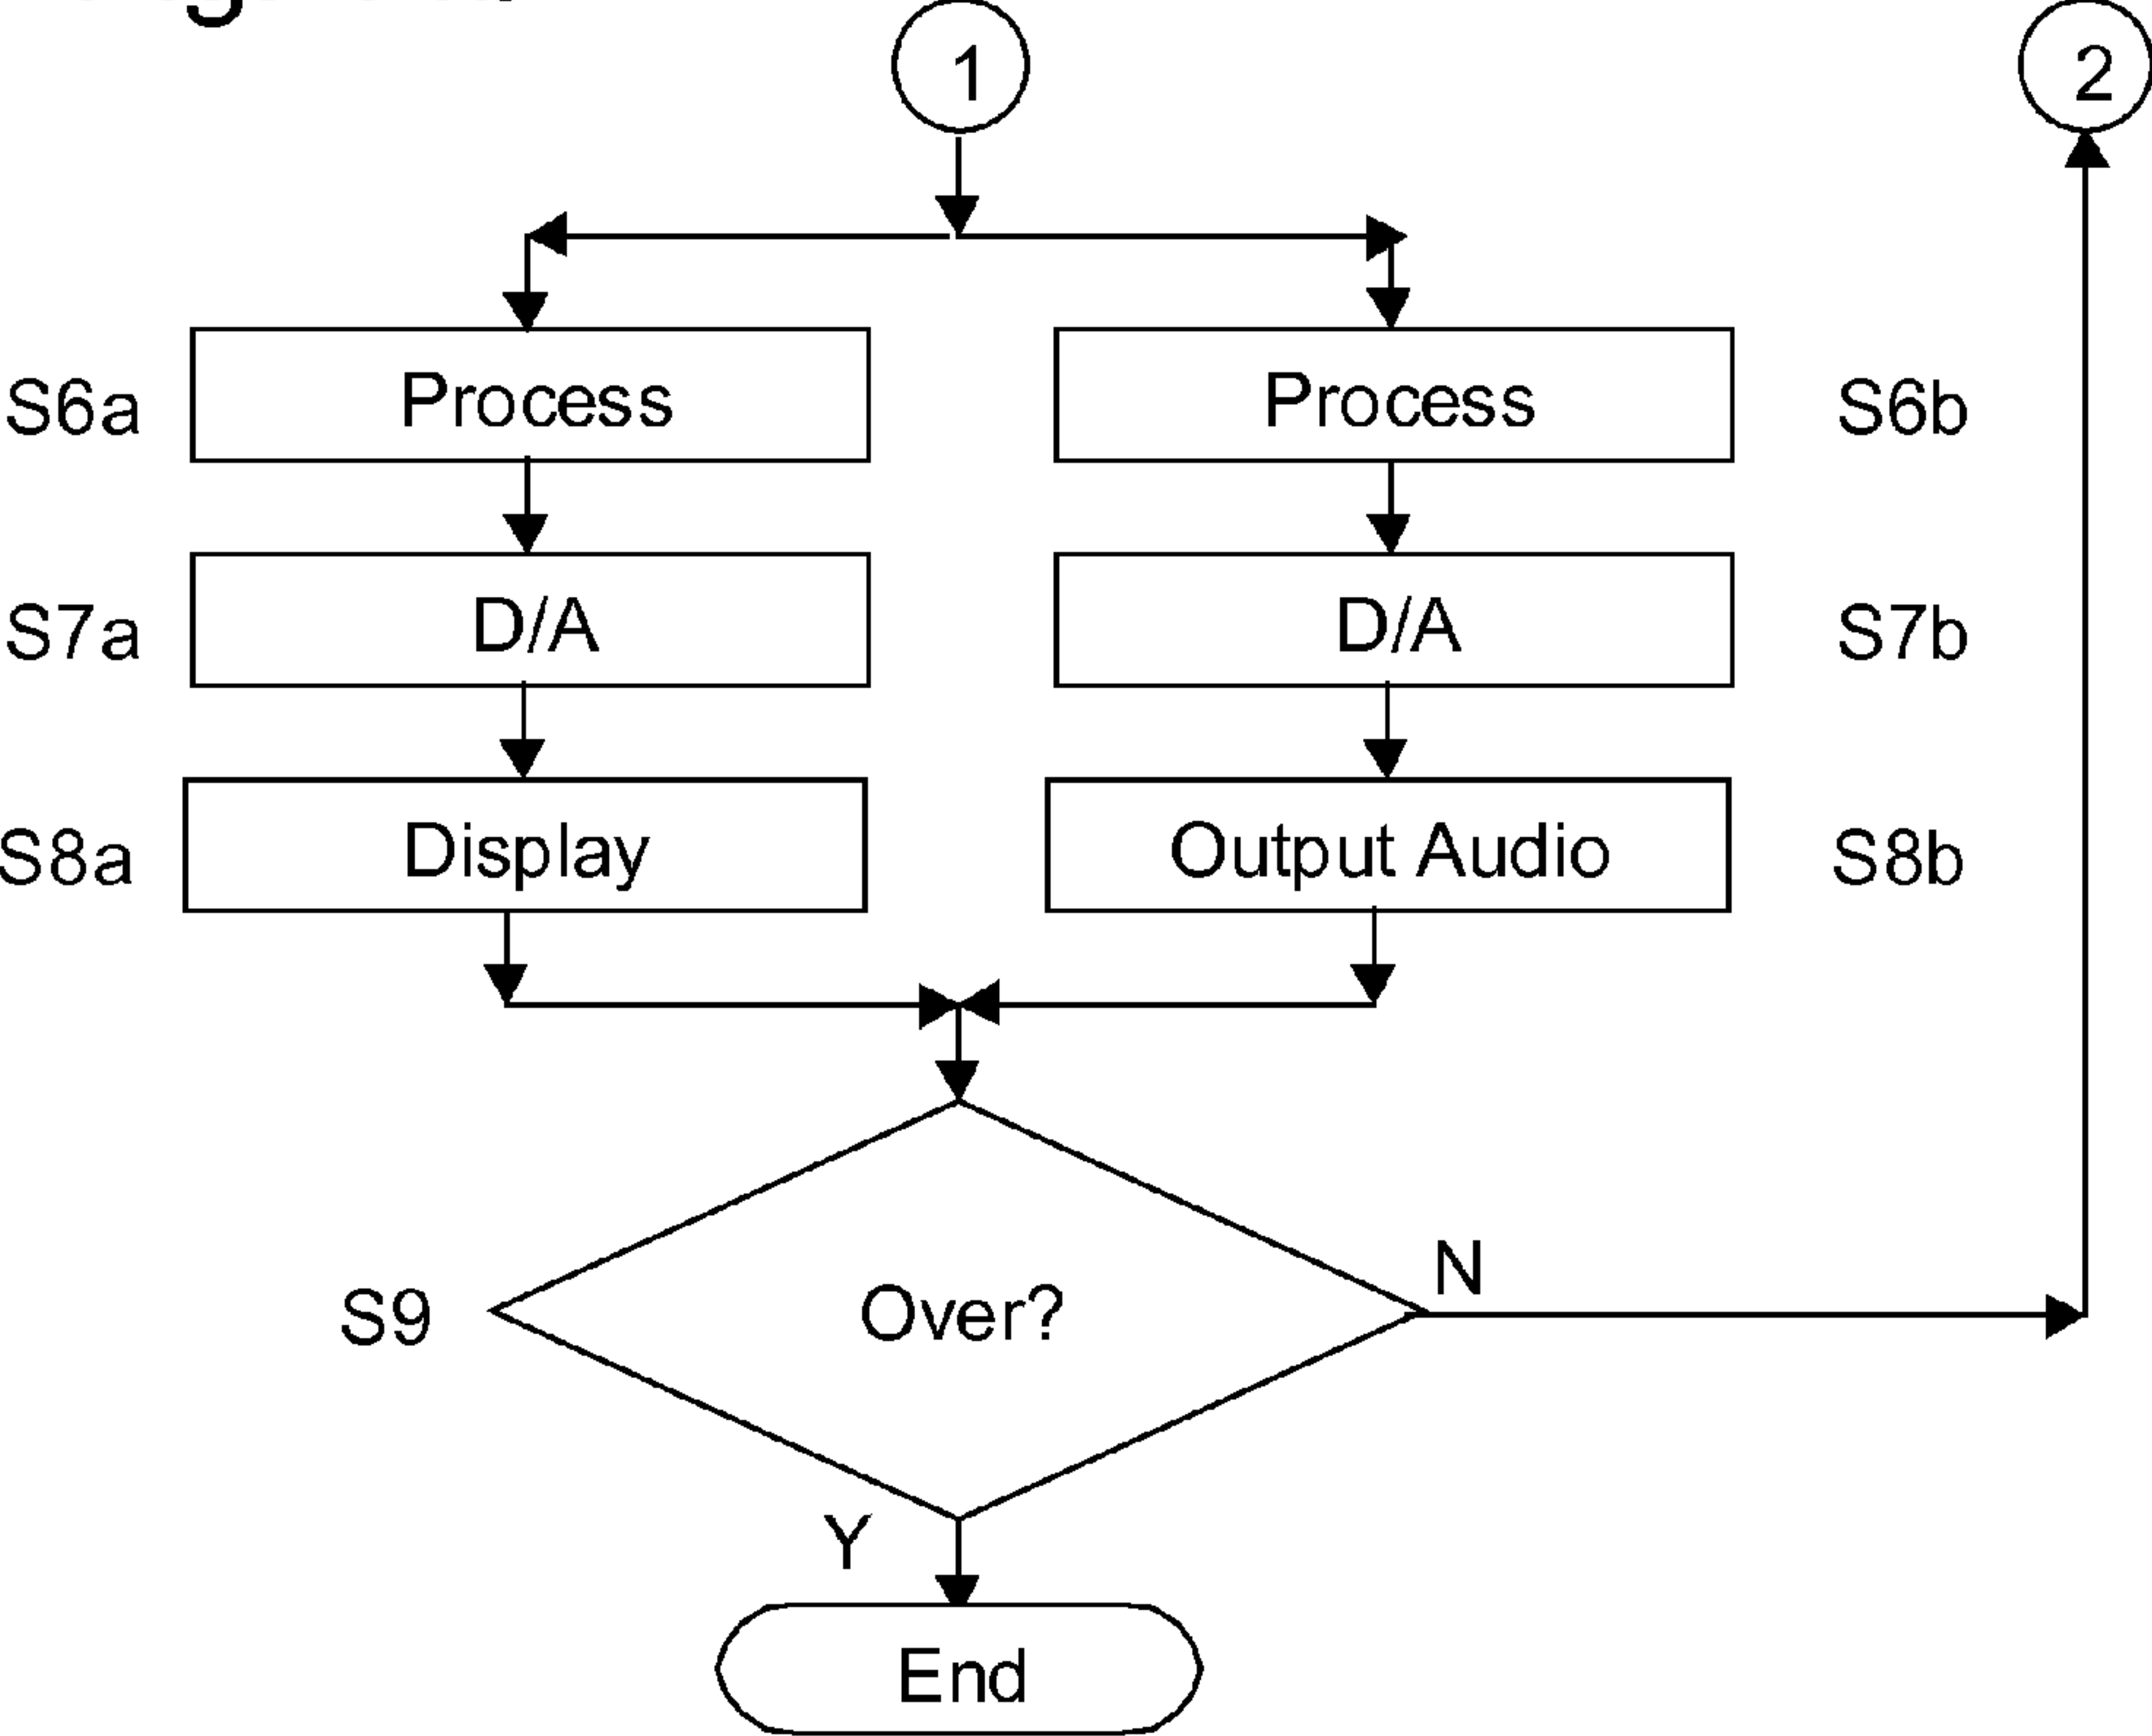 1
2
S6a Process Process S6b
S7a D/A D/A S7b
S8a Display Output Audio S8b
N
S9 Over?
Y
End